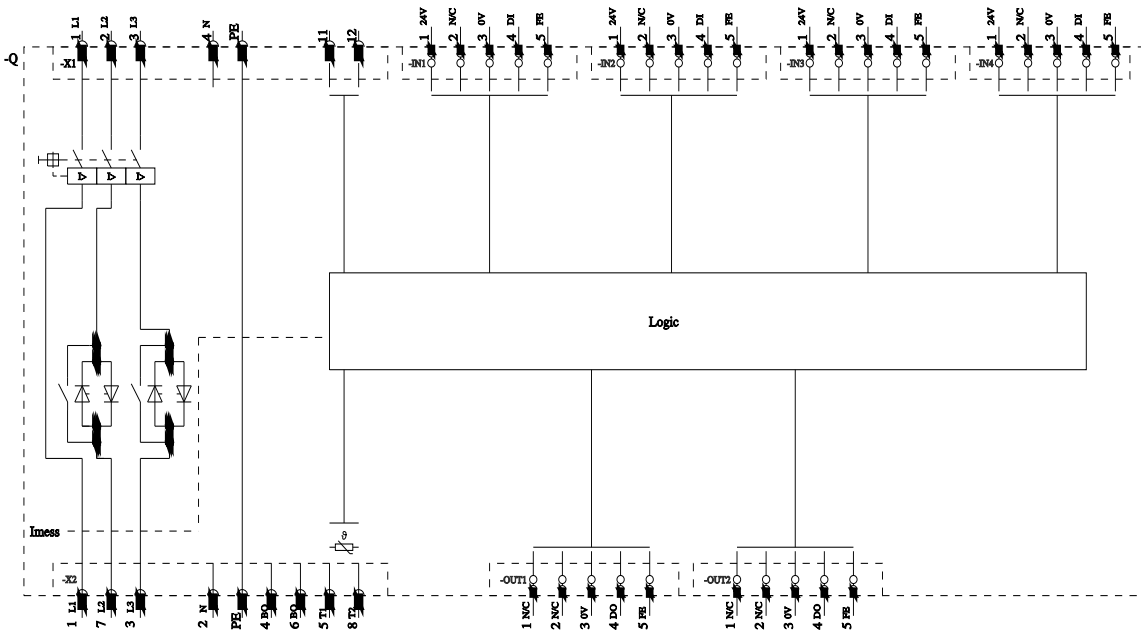 -Q
-X1
1 L1
2 L2
3 L3
4 N
PE
11
12
-IN1
1 24V
2 N/C
3 0V
4 DI
5 FE
-IN2
1 24V
2 N/C
3 0V
4 DI
5 FE
-IN3
1 24V
2 N/C
3 0V
4 DI
5 FE
-IN4
1 24V
2 N/C
3 0V
4 DI
5 FE
I>
I>
I>
Logic
Imess
ϑ
-X2
1 L1
7 L2
3 L3
2 N
PE
4 BO
6 BO
5 T1
8 T2
-OUT1
1 N/C
2 N/C
3 0V
4 DO
5 FE
-OUT2
1 N/C
2 N/C
3 0V
4 DO
5 FE